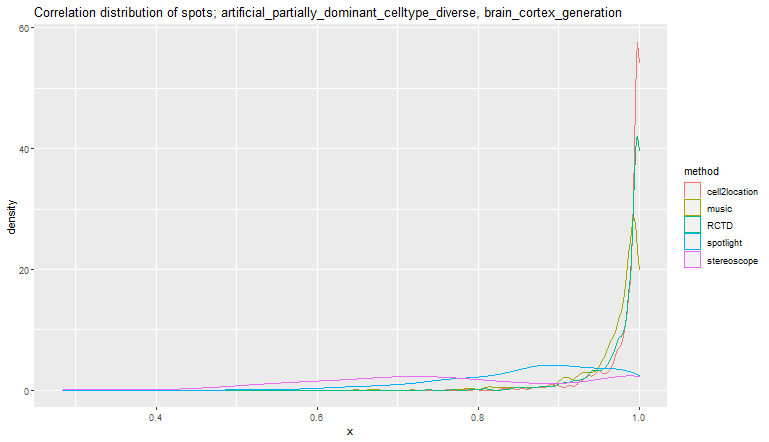 Correlation distribution of spots; artificial_partially_dominant_celltype_diverse, brain_cortex_generation
60
40
20
0
density
0.4
0.6
0.8
1.0
x
method
cell2location
music
RCTD
spotlight
stereoscope